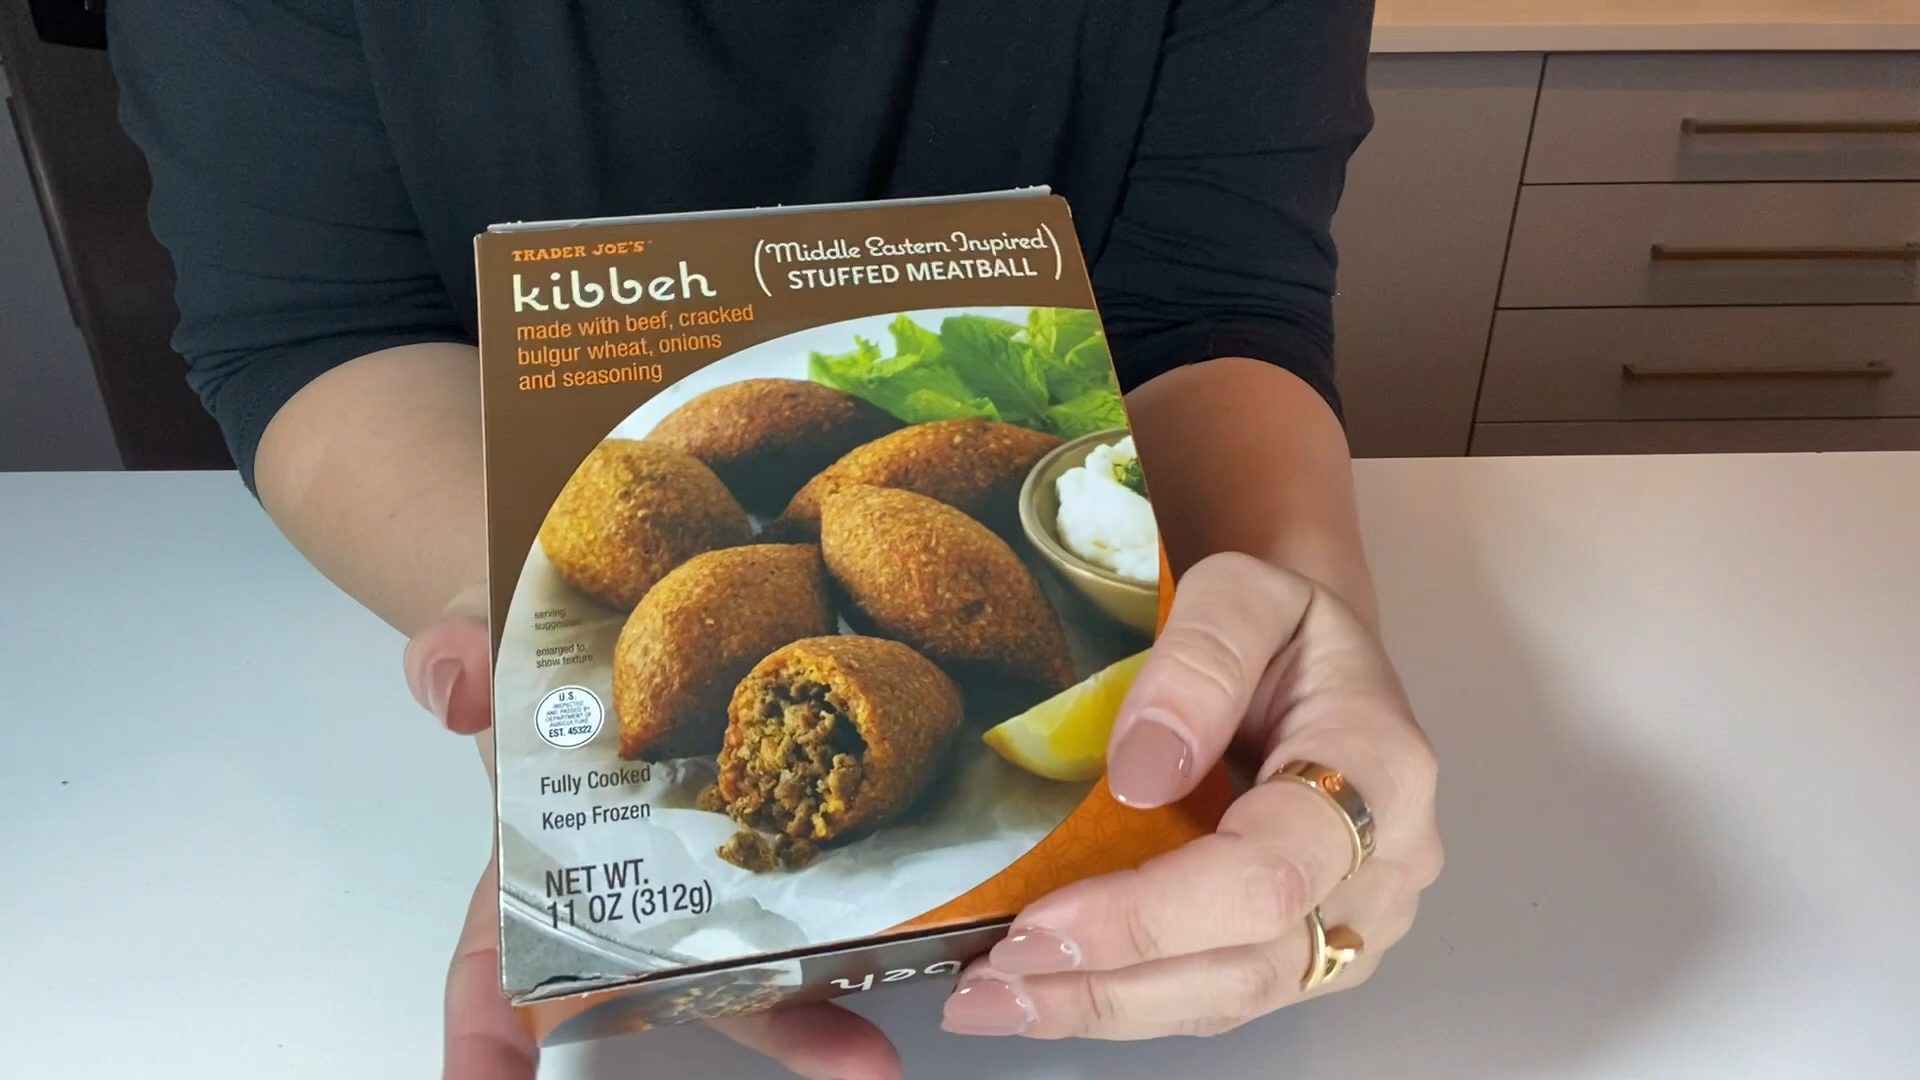 TRADER JOE'S
kibbeh
(Middle Eastern Inspired)
STUFFED MEATBALL
made with beef, cracked
bulgur wheat, onions
and seasoning
serving
suggestion
enlarged to
show texture
U.S.
INSPECTED
AND PASSED BY
DEPARTMENT OF
AGRICULTURE
EST. 45322
Fully Cooked
Keep Frozen
NET WT.
11 OZ (312g)
beh